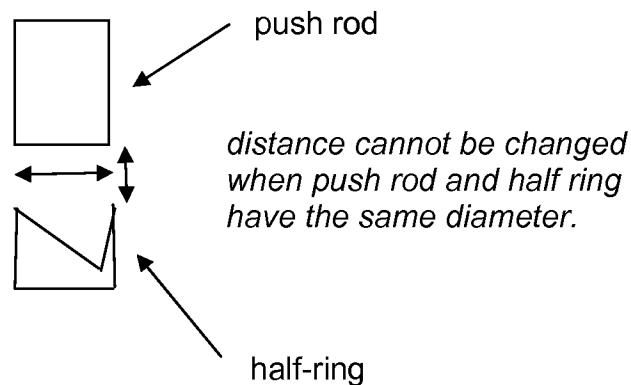 push rod
distance cannot be changed
when push rod and half ring
have the same diameter.
half-ring